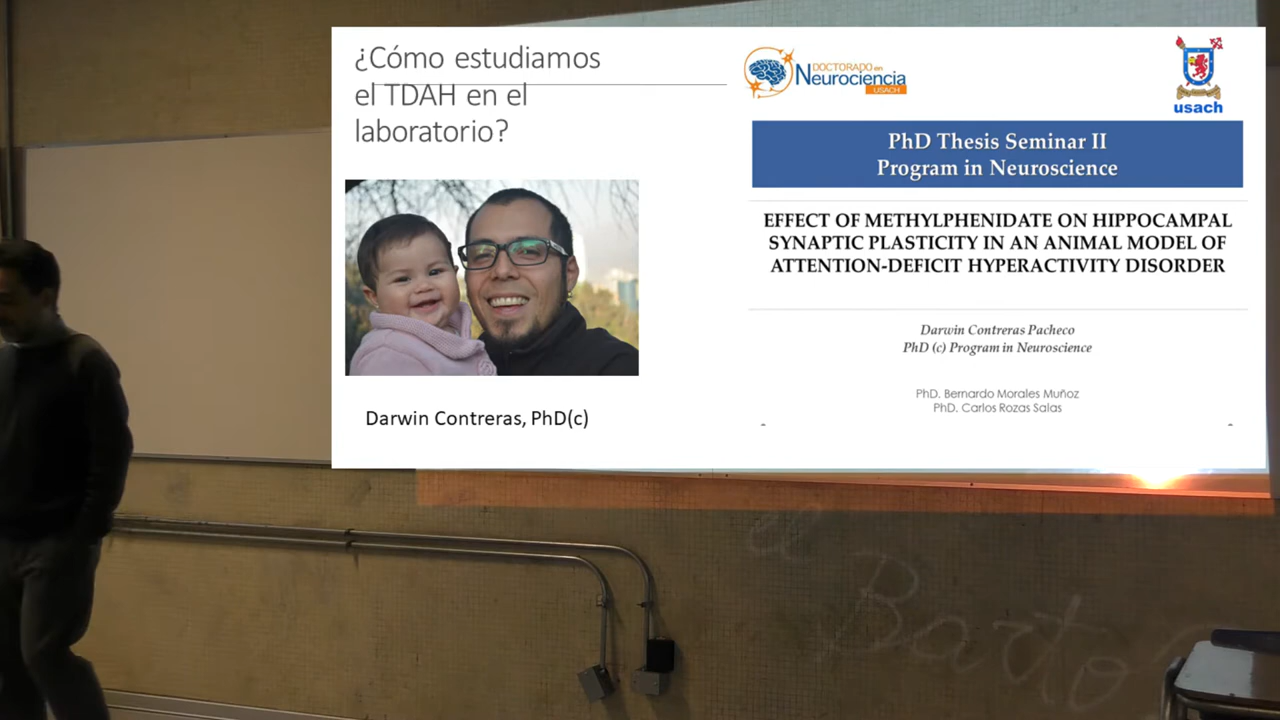 ¿Cómo estudiamos
el TDAH en el
laboratorio?
Darwin Contreras, PhD(c)
DOCTORADO en
Neurociencia
USACH
usach
PhD Thesis Seminar II
Program in Neuroscience
EFFECT OF METHYLPHENIDATE ON HIPPOCAMPAL
SYNAPTIC PLASTICITY IN AN ANIMAL MODEL OF
ATTENTION-DEFICIT HYPERACTIVITY DISORDER
Darwin Contreras Pacheco
PhD (c) Program in Neuroscience
PhD. Bernardo Morales Muñoz
PhD. Carlos Rozas Salas
Barto